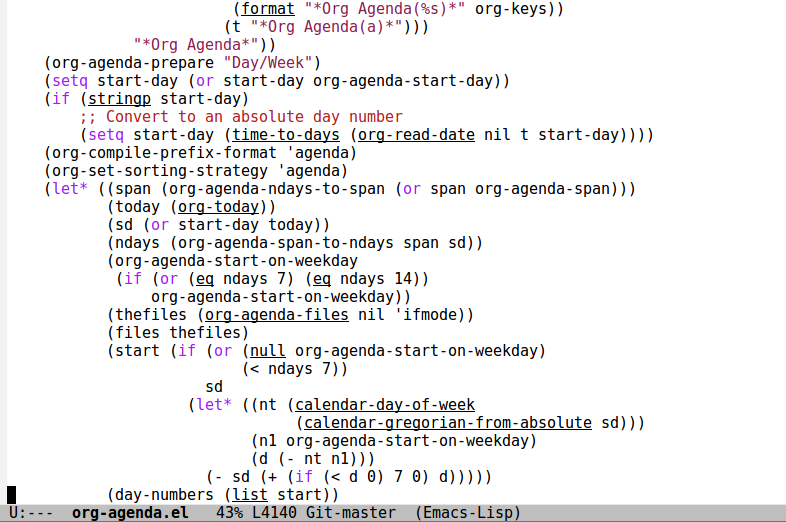 (format "*Org Agenda(%s)*" org-keys))
(t "*Org Agenda(a)*")))
"*Org Agenda*"))
(org-agenda-prepare "Day/Week")
(setq start-day (or start-day org-agenda-start-day))
(if (stringp start-day)
;; Convert to an absolute day number
(setq start-day (time-to-days (org-read-date nil t start-day))))
(org-compile-prefix-format 'agenda)
(org-set-sorting-strategy 'agenda)
(let* ((span (org-agenda-ndays-to-span (or span org-agenda-span)))
(today (org-today))
(sd (or start-day today))
(ndays (org-agenda-span-to-ndays span sd))
(org-agenda-start-on-weekday
(if (or (eq ndays 7) (eq ndays 14))
org-agenda-start-on-weekday))
(thefiles (org-agenda-files nil 'ifmode))
(files thefiles)
(start (if (or (null org-agenda-start-on-weekday)
(< ndays 7))
sd
(let* ((nt (calendar-day-of-week
(calendar-gregorian-from-absolute sd)))
(n1 org-agenda-start-on-weekday)
(d (- nt n1)))
(- sd (+ (if (< d 0) 7 0) d)))))
(day-numbers (list start))
U:--- org-agenda.el 43% L4140 Git-master (Emacs-Lisp)